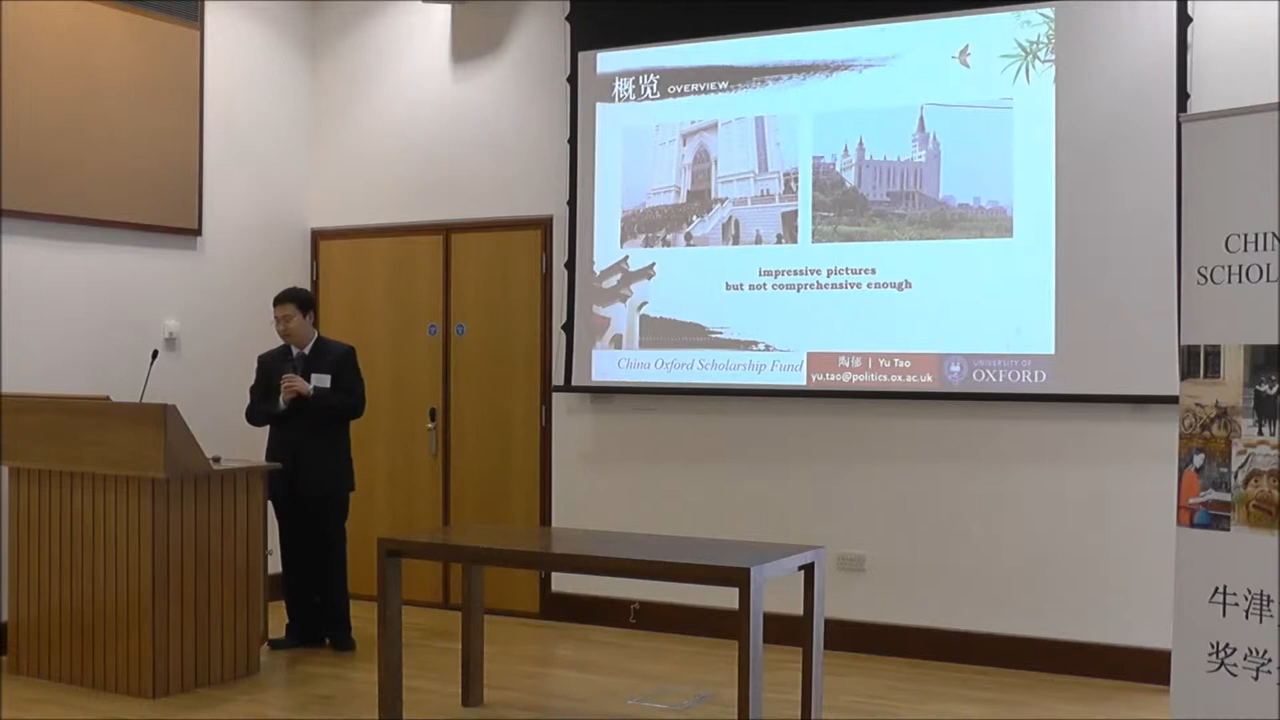 概览 OVERVIEW
impressive pictures
but not comprehensive enough
China Oxford Scholarship Fund
陶郁 | Yu Tao
yu.tao@politics.ox.ac.uk
UNIVERSITY OF
OXFORD
CHIN
SCHOL
牛津
奖学